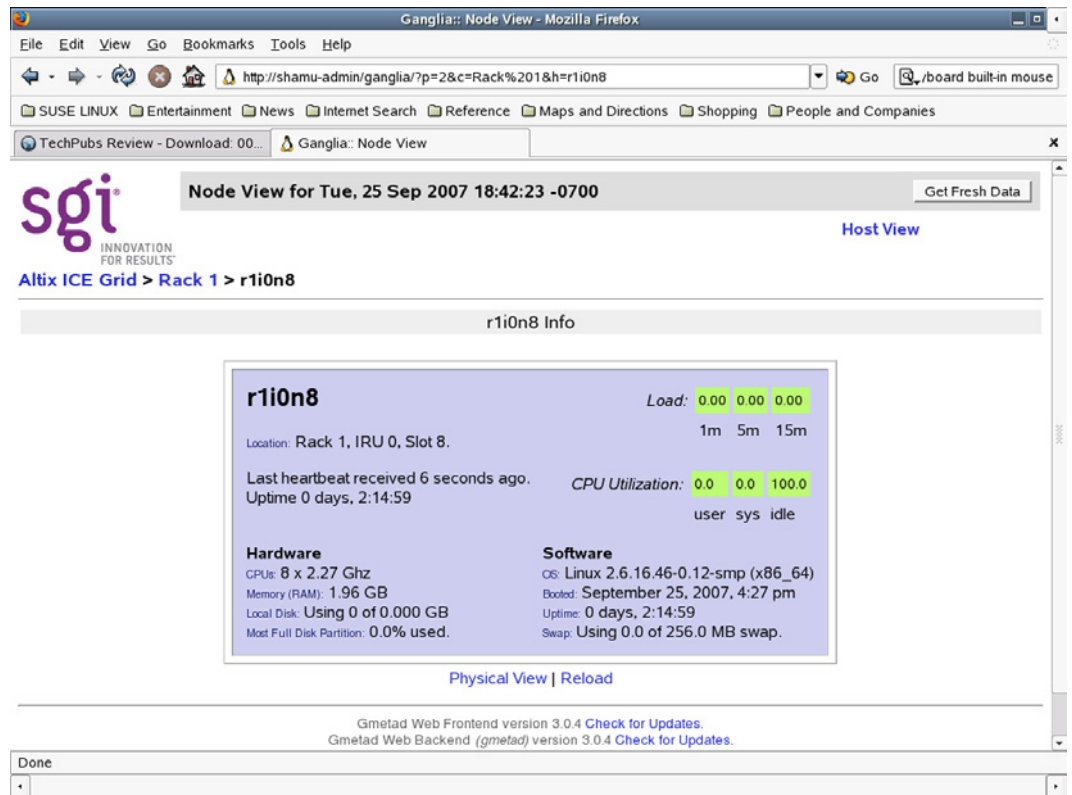 Ganglia:: Node View - Mozilla Firefox
File Edit View Go Bookmarks Tools Help
http://shamu-admin/ganglia/?p=2&c=Rack%201&h=r1i0n8 Go /board built-in mouse
SUSE LINUX Entertainment News Internet Search Reference Maps and Directions Shopping People and Companies
TechPubs Review - Download: 00... Ganglia:: Node View
sgi
INNOVATION
FOR RESULTS
Node View for Tue, 25 Sep 2007 18:42:23 -0700
Get Fresh Data
Host View
Altix ICE Grid > Rack 1 > r1i0n8
r1i0n8 Info
r1i0n8
Load: 0.00 0.00 0.00
1m 5m 15m
Location: Rack 1, IRU 0, Slot 8.
Last heartbeat received 6 seconds ago.
Uptime 0 days, 2:14:59
CPU Utilization: 0.0 0.0 100.0
user sys idle
Hardware
CPUs: 8 x 2.27 Ghz
Memory (RAM): 1.96 GB
Local Disk: Using 0 of 0.000 GB
Most Full Disk Partition: 0.0% used.
Software
OS: Linux 2.6.16.46-0.12-smp (x86_64)
Booted: September 25, 2007, 4:27 pm
Uptime: 0 days, 2:14:59
Swap: Using 0.0 of 256.0 MB swap.
Physical View | Reload
Gmetad Web Frontend version 3.0.4 Check for Updates.
Gmetad Web Backend (gmetad) version 3.0.4 Check for Updates.
Done